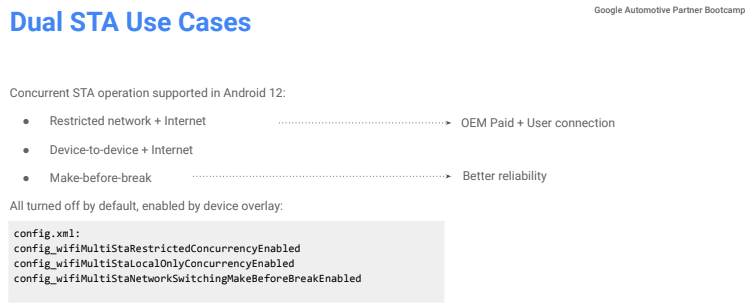 Google Automotive Partner Bootcamp
Dual STA Use Cases
Concurrent STA operation supported in Android 12:
● Restricted network + Internet
OEM Paid + User connection
● Device-to-device + Internet
● Make-before-break
Better reliability
All turned off by default, enabled by device overlay:
config.xml:
config_wifiMultiStaRestrictedConcurrencyEnabled
config_wifiMultiStaLocalOnlyConcurrencyEnabled
config_wifiMultiStaNetworkSwitchingMakeBeforeBreakEnabled